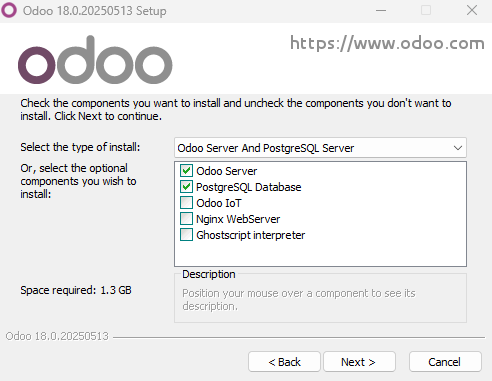 Odoo 18.0.20250513 Setup
odoo
https://www.odoo.com
Check the components you want to install and uncheck the components you don't want to
install. Click Next to continue.
Select the type of install:
Odoo Server And PostgreSQL Server
Or, select the optional
components you wish to
install:
Odoo Server
PostgreSQL Database
Odoo IoT
Nginx WebServer
Ghostscript interpreter
Space required: 1.3 GB
Description
Position your mouse over a component to see its
description.
Odoo 18.0.20250513
< Back
Next >
Cancel